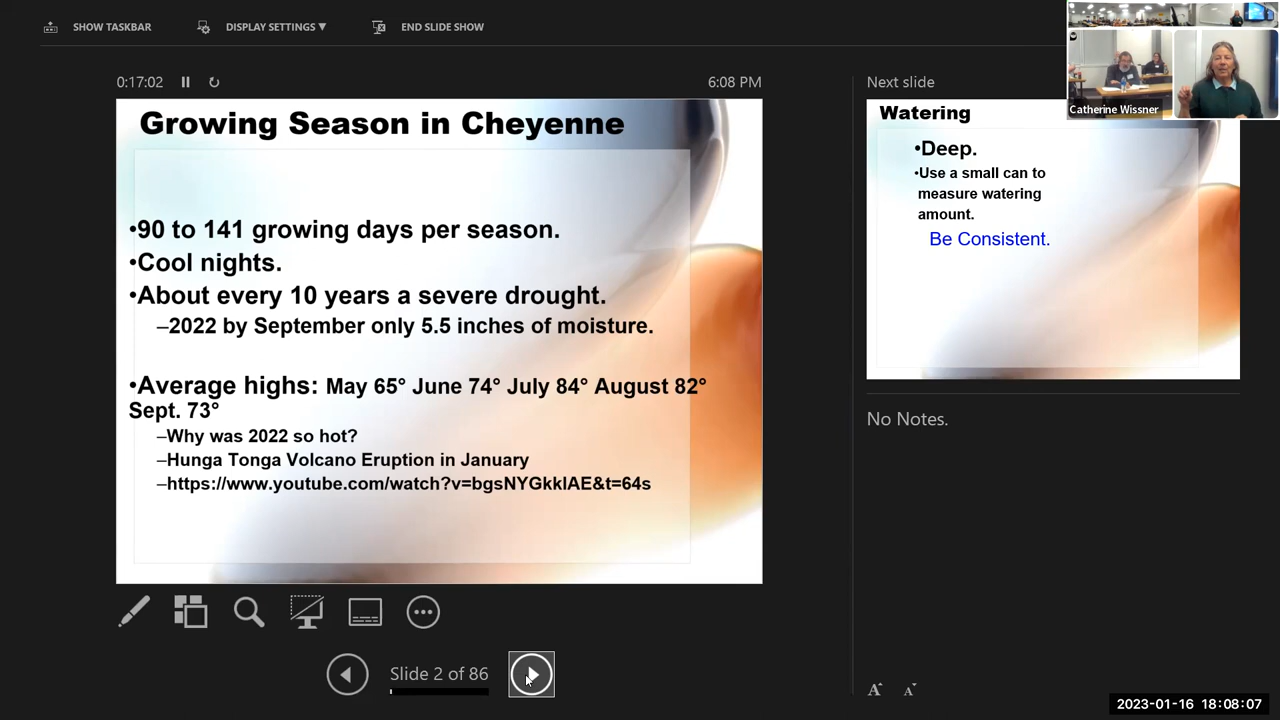 SHOW TASKBAR
DISPLAY SETTINGS ▼
END SLIDE SHOW
0:17:02
6:08 PM
Growing Season in Cheyenne
•90 to 141 growing days per season.
•Cool nights.
•About every 10 years a severe drought.
–2022 by September only 5.5 inches of moisture.
•Average highs: May 65° June 74° July 84° August 82°
Sept. 73°
–Why was 2022 so hot?
–Hunga Tonga Volcano Eruption in January
–https://www.youtube.com/watch?v=bgsNYGkklAE&t=64s
Slide 2 of 86
Next slide
Catherine Wissner
Watering
•Deep.
•Use a small can to
measure watering
amount.
Be Consistent.
No Notes.
A A
2023-01-16 18:08:07